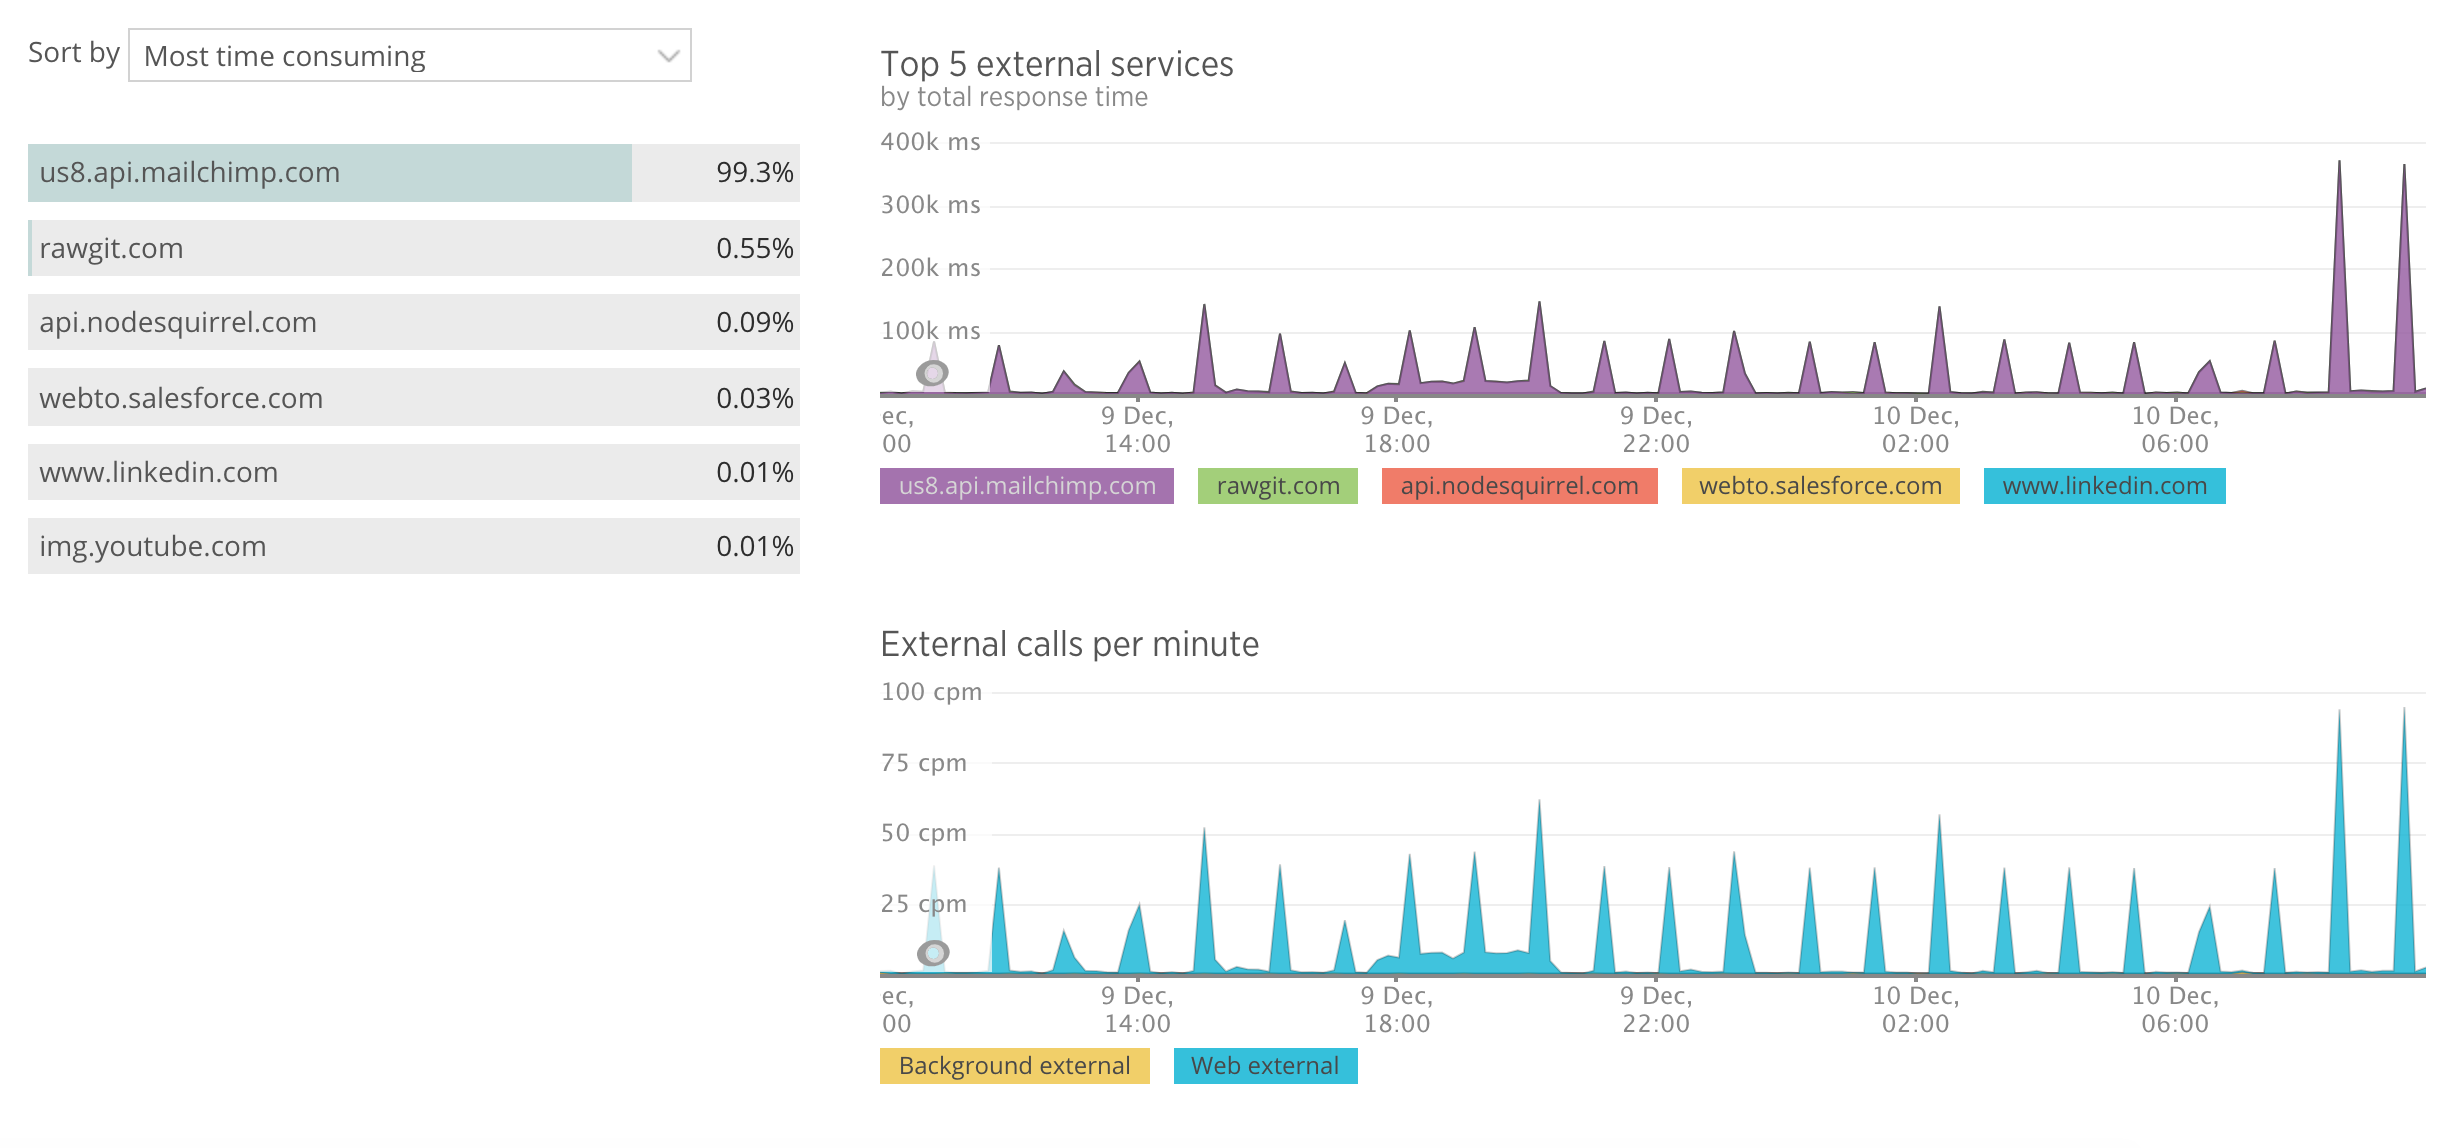 Sort by Most time consuming
us8.api.mailchimp.com 99.3%
rawgit.com 0.55%
api.nodesquirrel.com 0.09%
webto.salesforce.com 0.03%
www.linkedin.com 0.01%
img.youtube.com 0.01%
Top 5 external services
by total response time
400k ms
300k ms
200k ms
100k ms
ec, 9 Dec, 9 Dec, 9 Dec, 10 Dec, 10 Dec,
00 14:00 18:00 22:00 02:00 06:00
us8.api.mailchimp.com rawgit.com api.nodesquirrel.com webto.salesforce.com www.linkedin.com
External calls per minute
100 cpm
75 cpm
50 cpm
25 cpm
ec, 9 Dec, 9 Dec, 9 Dec, 10 Dec, 10 Dec,
00 14:00 18:00 22:00 02:00 06:00
Background external Web external